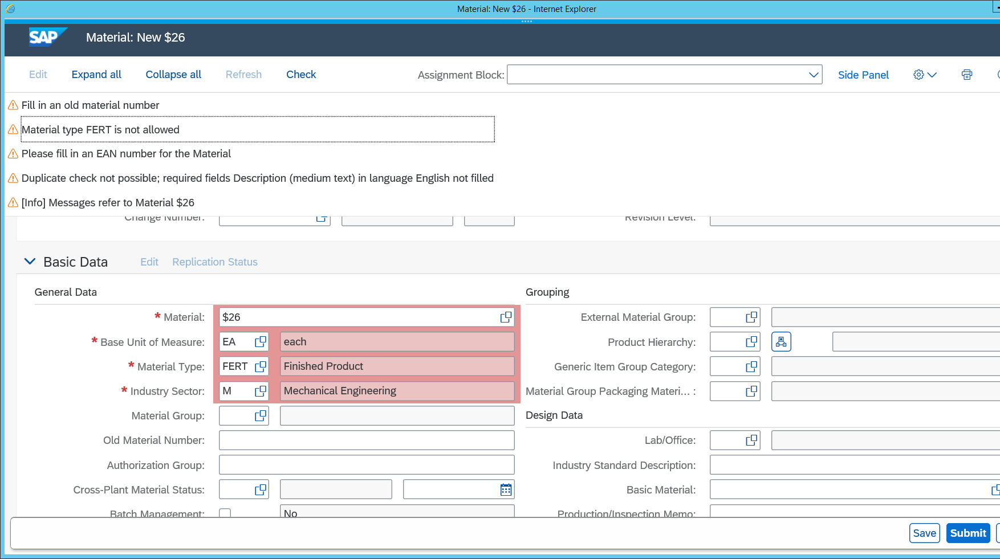 Material: New $26 - Internet Explorer
SAP Material: New $26
Edit Expand all Collapse all Refresh Check Assignment Block: Side Panel
Fill in an old material number
Material type FERT is not allowed
Please fill in an EAN number for the Material
Duplicate check not possible; required fields Description (medium text) in language English not filled
[Info] Messages refer to Material $26
Change Number: Revision Level:
Basic Data Edit Replication Status
General Data Grouping
* Material: $26 External Material Group:
* Base Unit of Measure: EA each Product Hierarchy:
* Material Type: FERT Finished Product Generic Item Group Category:
* Industry Sector: M Mechanical Engineering Material Group Packaging Materi... :
Material Group: Design Data
Old Material Number: Lab/Office:
Authorization Group: Industry Standard Description:
Cross-Plant Material Status: Basic Material:
Batch Management: No Production/Inspection Memo:
Save Submit